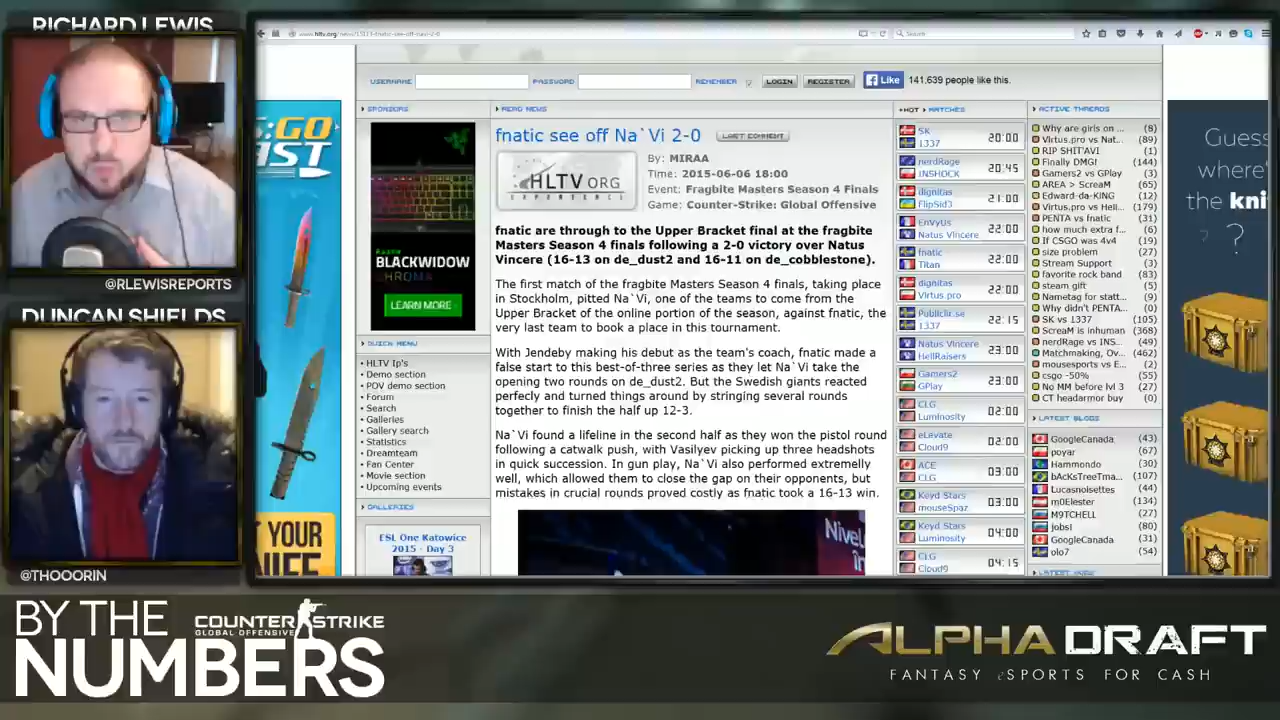 RICHARD LEWIS
@RLEWISREPORTS
DUNCAN SHIELDS
@THOOORIN
Search
USERNAME
PASSWORD
REMEMBER
LOGIN
REGISTER
Like
141,639 people like this.
SPONSORS
RAZER
BLACKWIDOW
CHROMA
LEARN MORE
QUICK MENU
HLTV Ip's
Demo section
POV demo section
Forum
Search
Galleries
Gallery search
Statistics
Dreamteam
Fan Center
Movie section
Upcoming events
GALLERIES
ESL One Katowice
2015 - Day 3
READ NEWS
fnatic see off Na`Vi 2-0
LAST COMMENT
HLTV.ORG
By: MIRAA
Time: 2015-06-06 18:00
Event: Fragbite Masters Season 4 Finals
Game: Counter-Strike: Global Offensive
fnatic are through to the Upper Bracket final at the fragbite
Masters Season 4 finals following a 2-0 victory over Natus
Vincere (16-13 on de_dust2 and 16-11 on de_cobblestone).
The first match of the fragbite Masters Season 4 finals, taking place
in Stockholm, pitted Na`Vi, one of the teams to come from the
Upper Bracket of the online portion of the season, against fnatic, the
very last team to book a place in this tournament.
With Jendeby making his debut as the team's coach, fnatic made a
false start to this best-of-three series as they let Na`Vi take the
opening two rounds on de_dust2. But the Swedish giants reacted
perfecly and turned things around by stringing several rounds
together to finish the half up 12-3.
Na`Vi found a lifeline in the second half as they won the pistol round
following a catwalk push, with Vasilyev picking up three headshots
in quick succession. In gun play, Na`Vi also performed extremelly
well, which allowed them to close the gap on their opponents, but
mistakes in crucial rounds proved costly as fnatic took a 16-13 win.
HOT MATCHES
SK
1337 20:00
nerdRage
INSHOCK 20:45
dignitas
FlipSid3 21:00
EnVyUs
Natus Vincere 22:00
fnatic
Titan 22:00
dignitas
Virtus.pro 22:00
Publiclir.se
1337 22:15
Natus Vincere
HellRaisers 23:00
Gamers2
GPlay 23:00
CLG
Luminosity 02:00
eLevate
Cloud9 02:00
ACE
CLG 03:00
Keyd Stars
mouseSpaz 03:00
Keyd Stars
Luminosity 04:00
CLG
Cloud9 04:15
ACTIVE THREADS
Why are girls on ... (8)
Virtus.pro vs Nat... (89)
RIP SHITAVI (1)
Finally DMG! (144)
Gamers2 vs GPlay (3)
AREA > ScreaM (65)
Edward-da-KING (2)
Virtus.pro vs Hell... (179)
PENTA vs fnatic (31)
how much extra f... (6)
If CSGO was 4v4 (19)
size problem (27)
Stream Support (3)
favorite rock band (83)
steam gift (5)
Nametag for statt... (9)
Why didn't PENTA... (0)
SK vs 1337 (105)
ScreaM is inhuman (368)
nerdRage vs INS... (49)
Matchmaking, Ov... (462)
mousesports vs E... (2)
csgo -50% (55)
No MM before lvl 3 (27)
CT headarmor buy (0)
LATEST BLOGS
GoogleCanada (43)
poyar (67)
Hammondo (30)
bAcKsTreeTma... (107)
Lucasnoisettes (44)
m0Elester (134)
M9TCHELL (27)
jobsI (80)
GoogleCanada (31)
olo7 (54)
Guess
where'
the kni
?
BY THE
NUMBERS
COUNTER STRIKE
GLOBAL OFFENSIVE
ALPHADRAFT
FANTASY eSPORTS FOR CASH